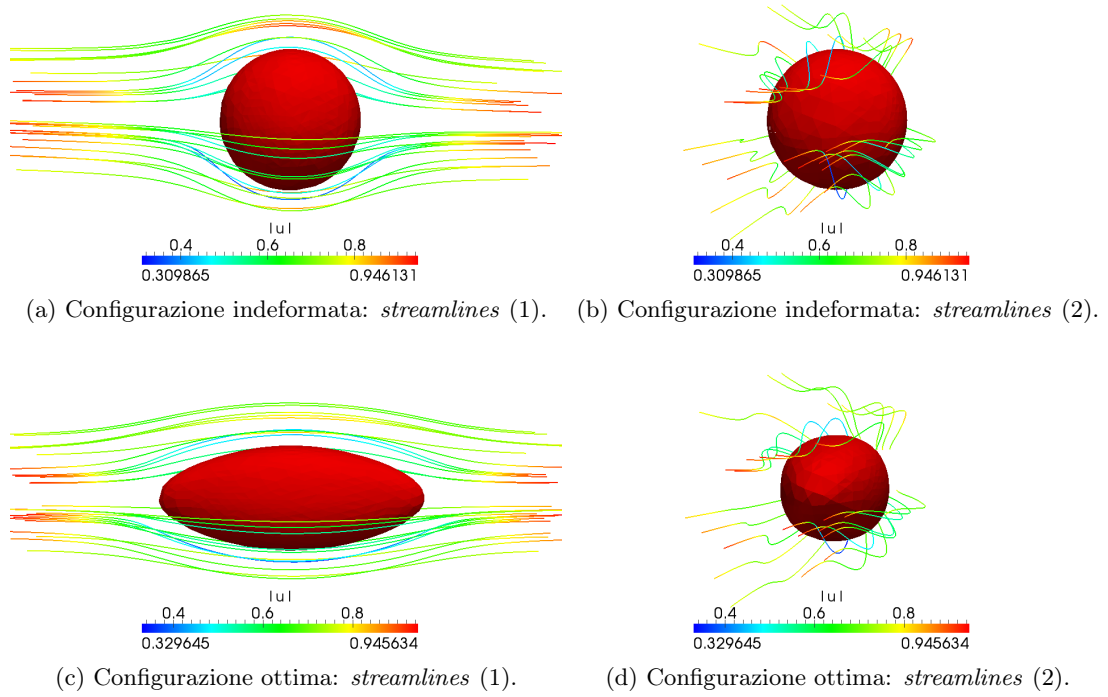 |u|
0.4 0.6 0.8
0.309865 0.946131
(a) Configurazione indeformata: streamlines (1).
|u|
0.4 0.6 0.8
0.309865 0.946131
(b) Configurazione indeformata: streamlines (2).
|u|
0.4 0.6 0.8
0.329645 0.945634
(c) Configurazione ottima: streamlines (1).
|u|
0.4 0.6 0.8
0.329645 0.945634
(d) Configurazione ottima: streamlines (2).